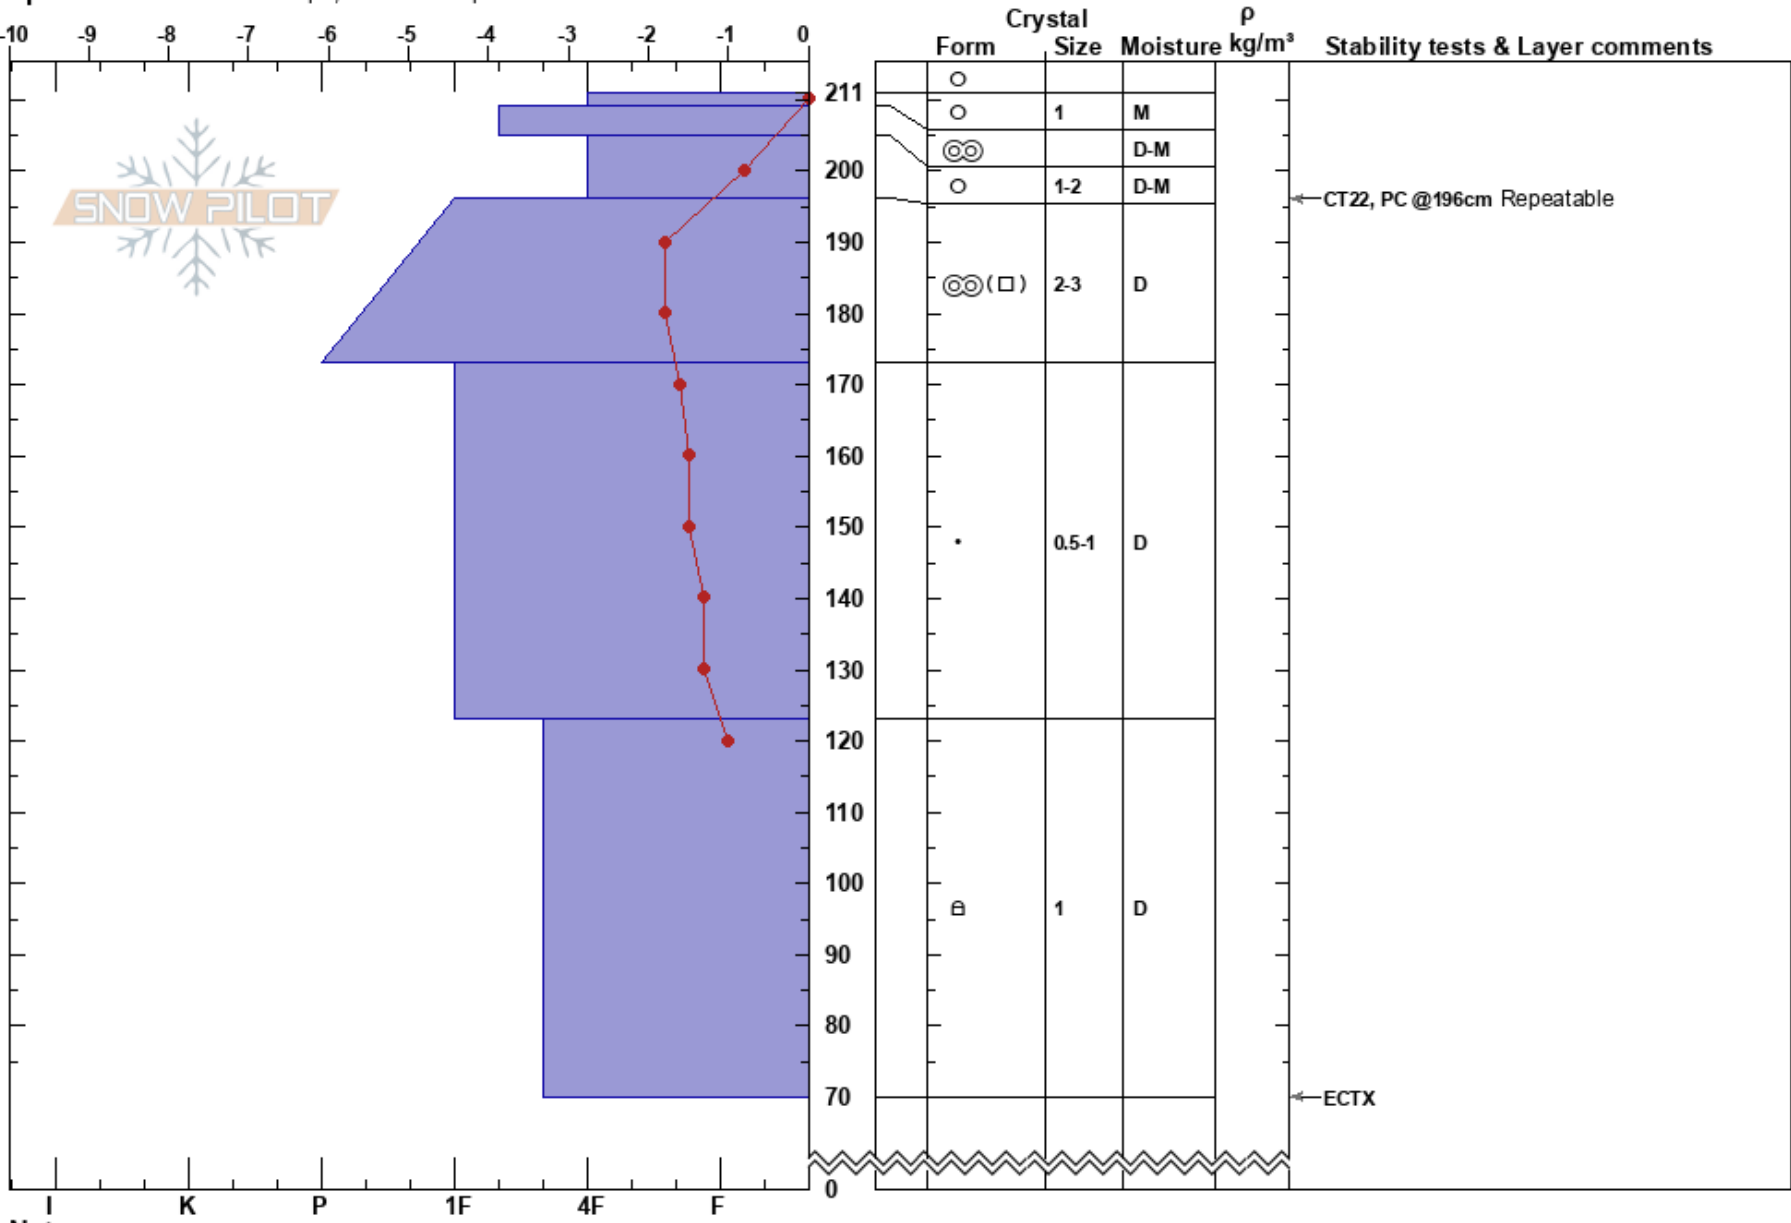 Crystal ρ
-10 -9 -8 -7 -6 -5 -4 -3 -2 -1 0 Form Size Moisture kg/m³ Stability tests & Layer comments
211
1 M
D-M
200
1-2 D-M
SNOW PILOT
CT22, PC @196cm Repeatable
190
2-3 D
180
170
160
150
0.5-1 D
140
130
120
110
100
1 D
90
80
70 ECTX
0
I K P 1F 4F F